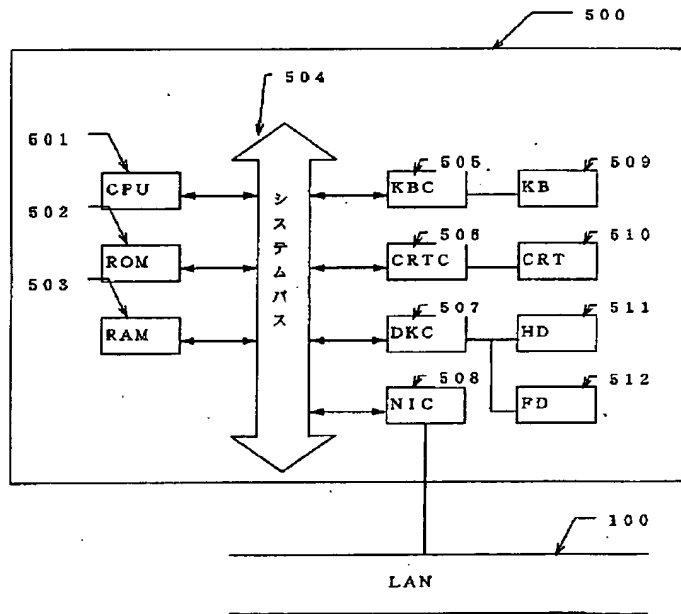 500
504
501
CPU
502
ROM
503
RAM
システムバス
505
KBC
509
KB
506
CRTC
510
CRT
507
DKC
511
HD
508
NIC
512
FD
100
LAN